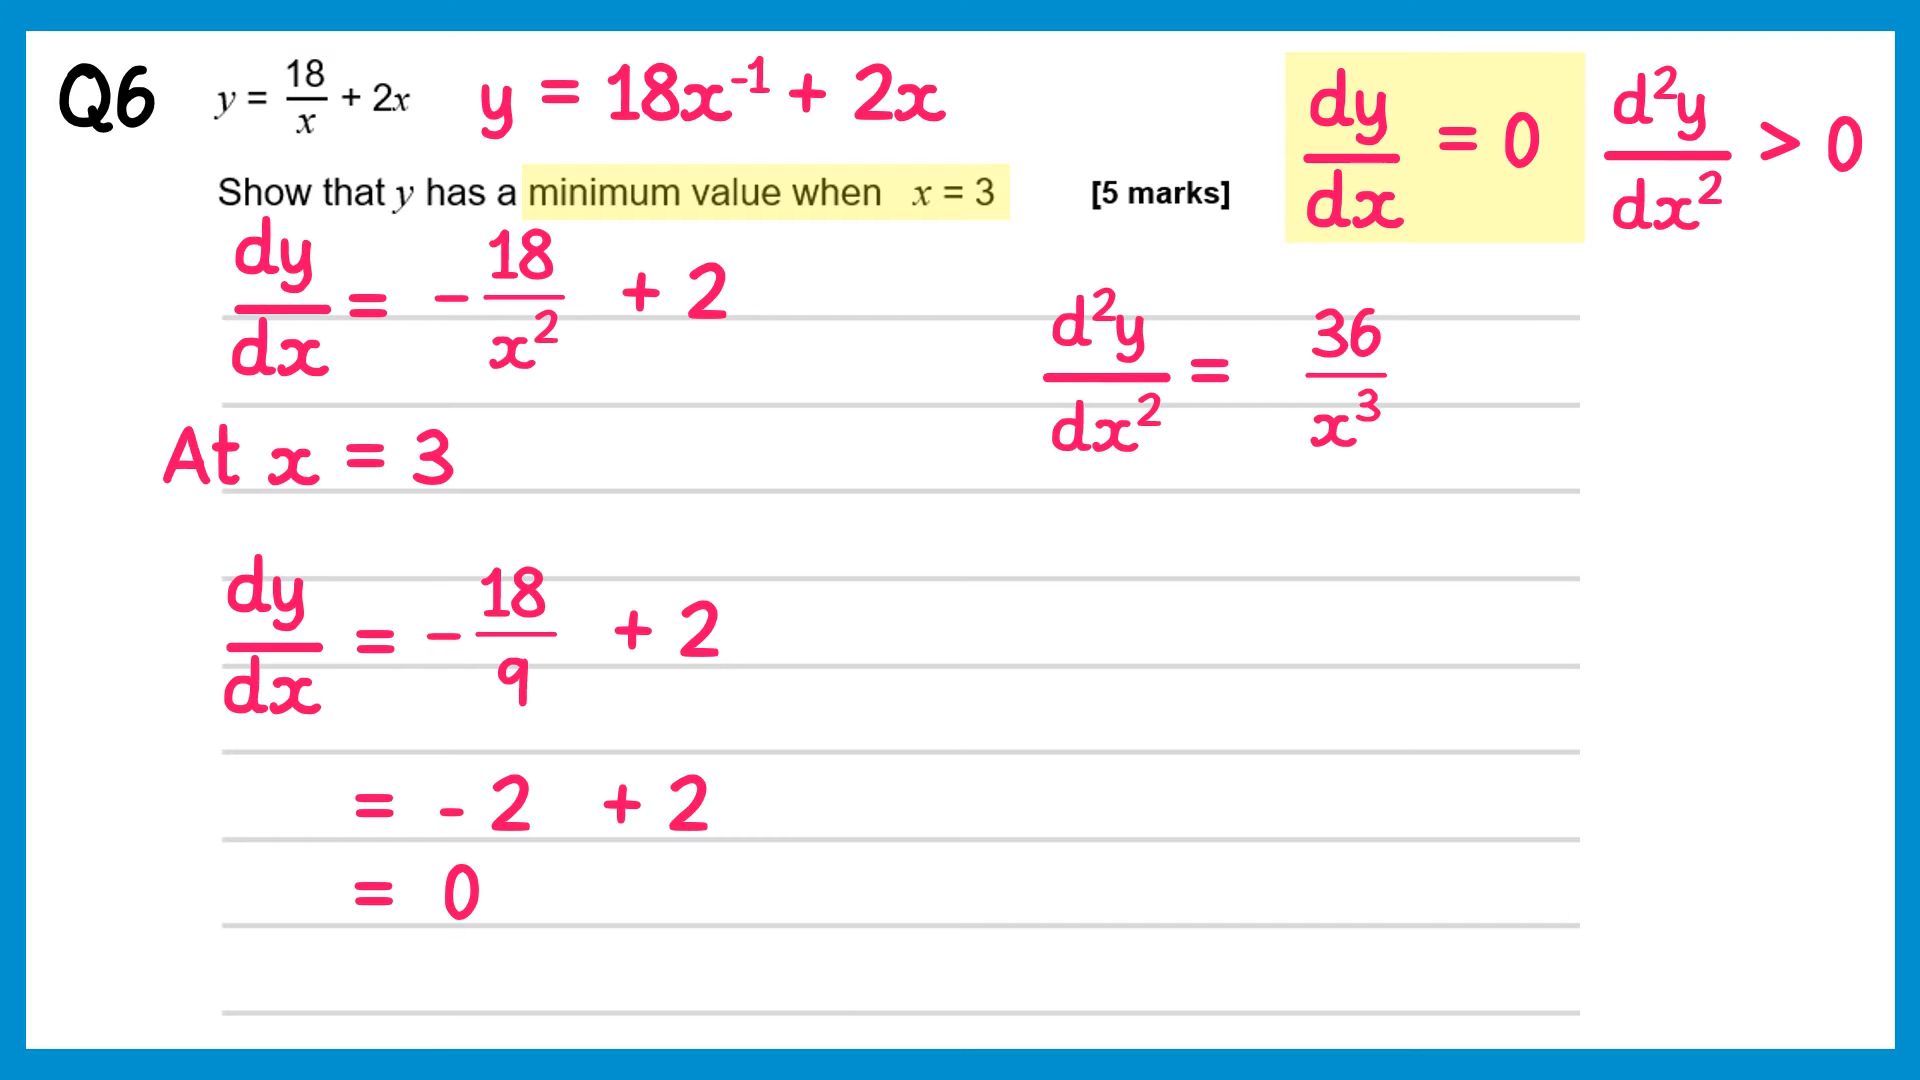 Q6 y = 18/x + 2x y = 18x⁻¹ + 2x
dy/dx = 0 d²y/dx² > 0
Show that y has a minimum value when x = 3 [5 marks]
dy/dx = - 18/x² + 2
d²y/dx² = 36/x³
At x = 3
dy/dx = - 18/9 + 2
= - 2 + 2
= 0